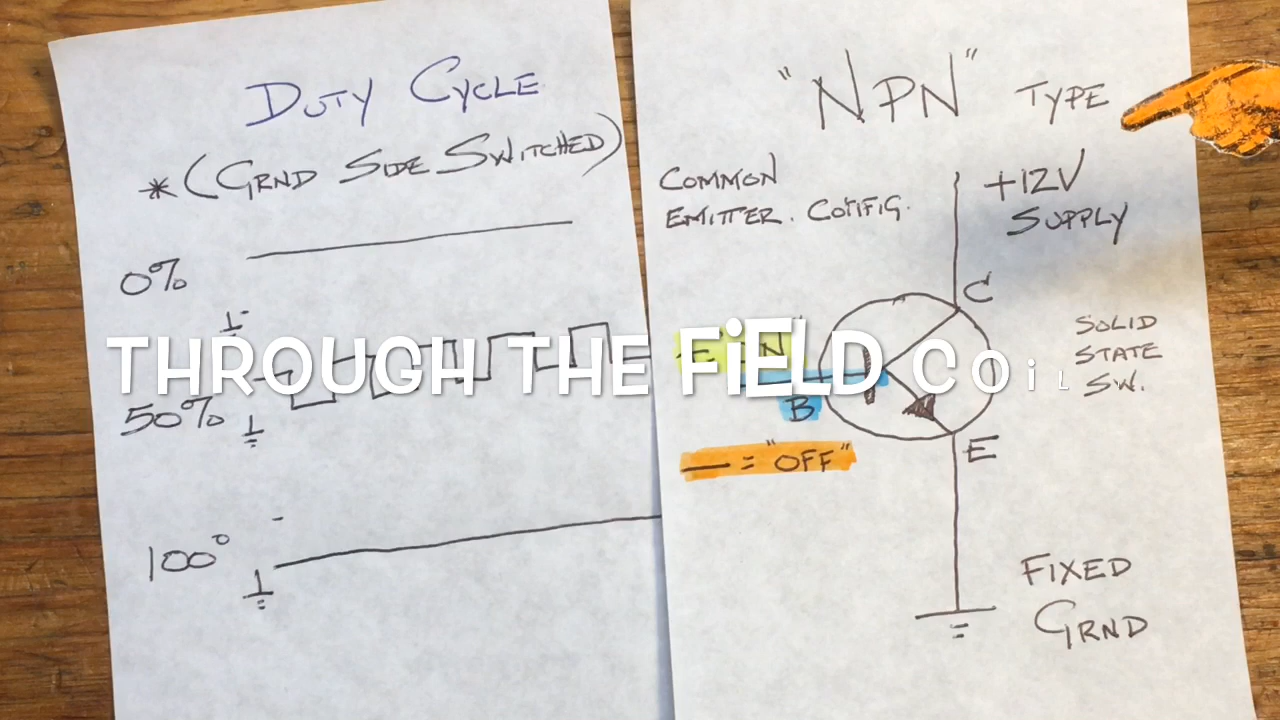 DUTY CYCLE
*(GRND SIDE SWITCHED)
0%
50%
100°
"NPN" TYPE
COMMON
EMITTER. CONFIG.
+12V
SUPPLY
C
SOLID
STATE
SW.
B
— = "OFF"
E
FIXED
GRND
THROUGH THE FiELD COiL